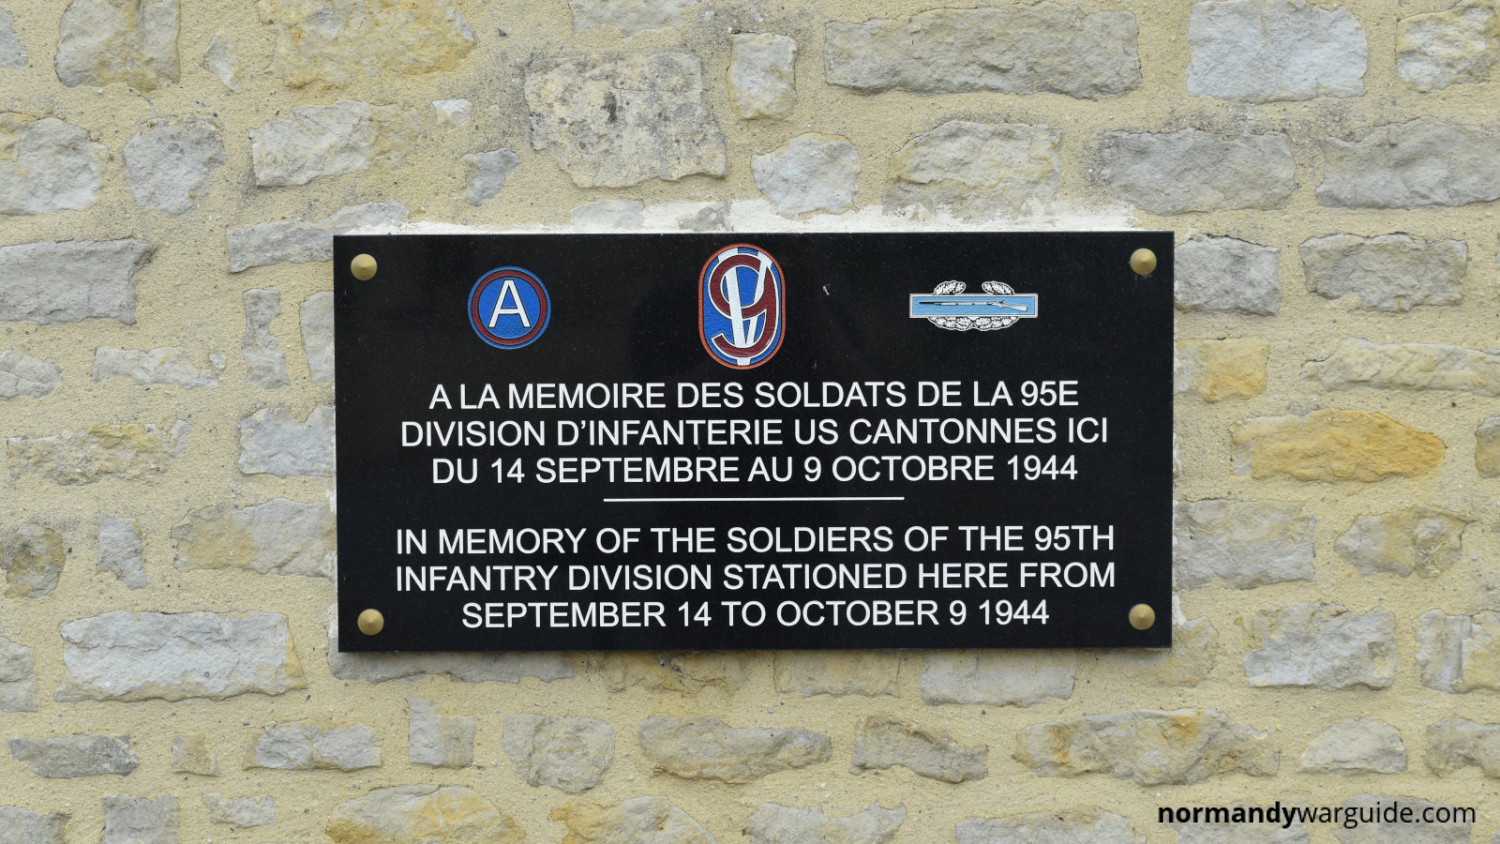 A
9V
A LA MEMOIRE DES SOLDATS DE LA 95E
DIVISION D'INFANTERIE US CANTONNES ICI
DU 14 SEPTEMBRE AU 9 OCTOBRE 1944
IN MEMORY OF THE SOLDIERS OF THE 95TH
INFANTRY DIVISION STATIONED HERE FROM
SEPTEMBER 14 TO OCTOBER 9 1944
normandywarguide.com